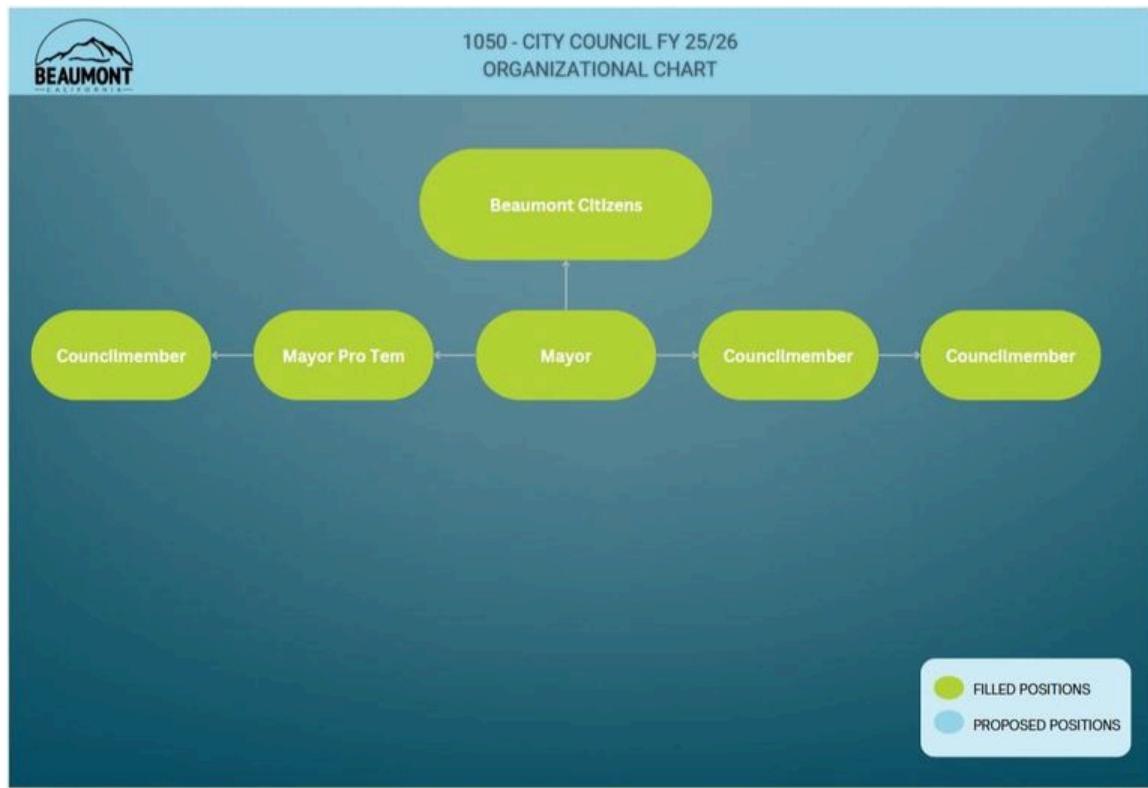 BEAUMONT
CALIFORNIA
1050 - CITY COUNCIL FY 25/26
ORGANIZATIONAL CHART
Beaumont Citizens
Councilmember
Mayor Pro Tem
Mayor
Councilmember
Councilmember
FILLED POSITIONS
PROPOSED POSITIONS